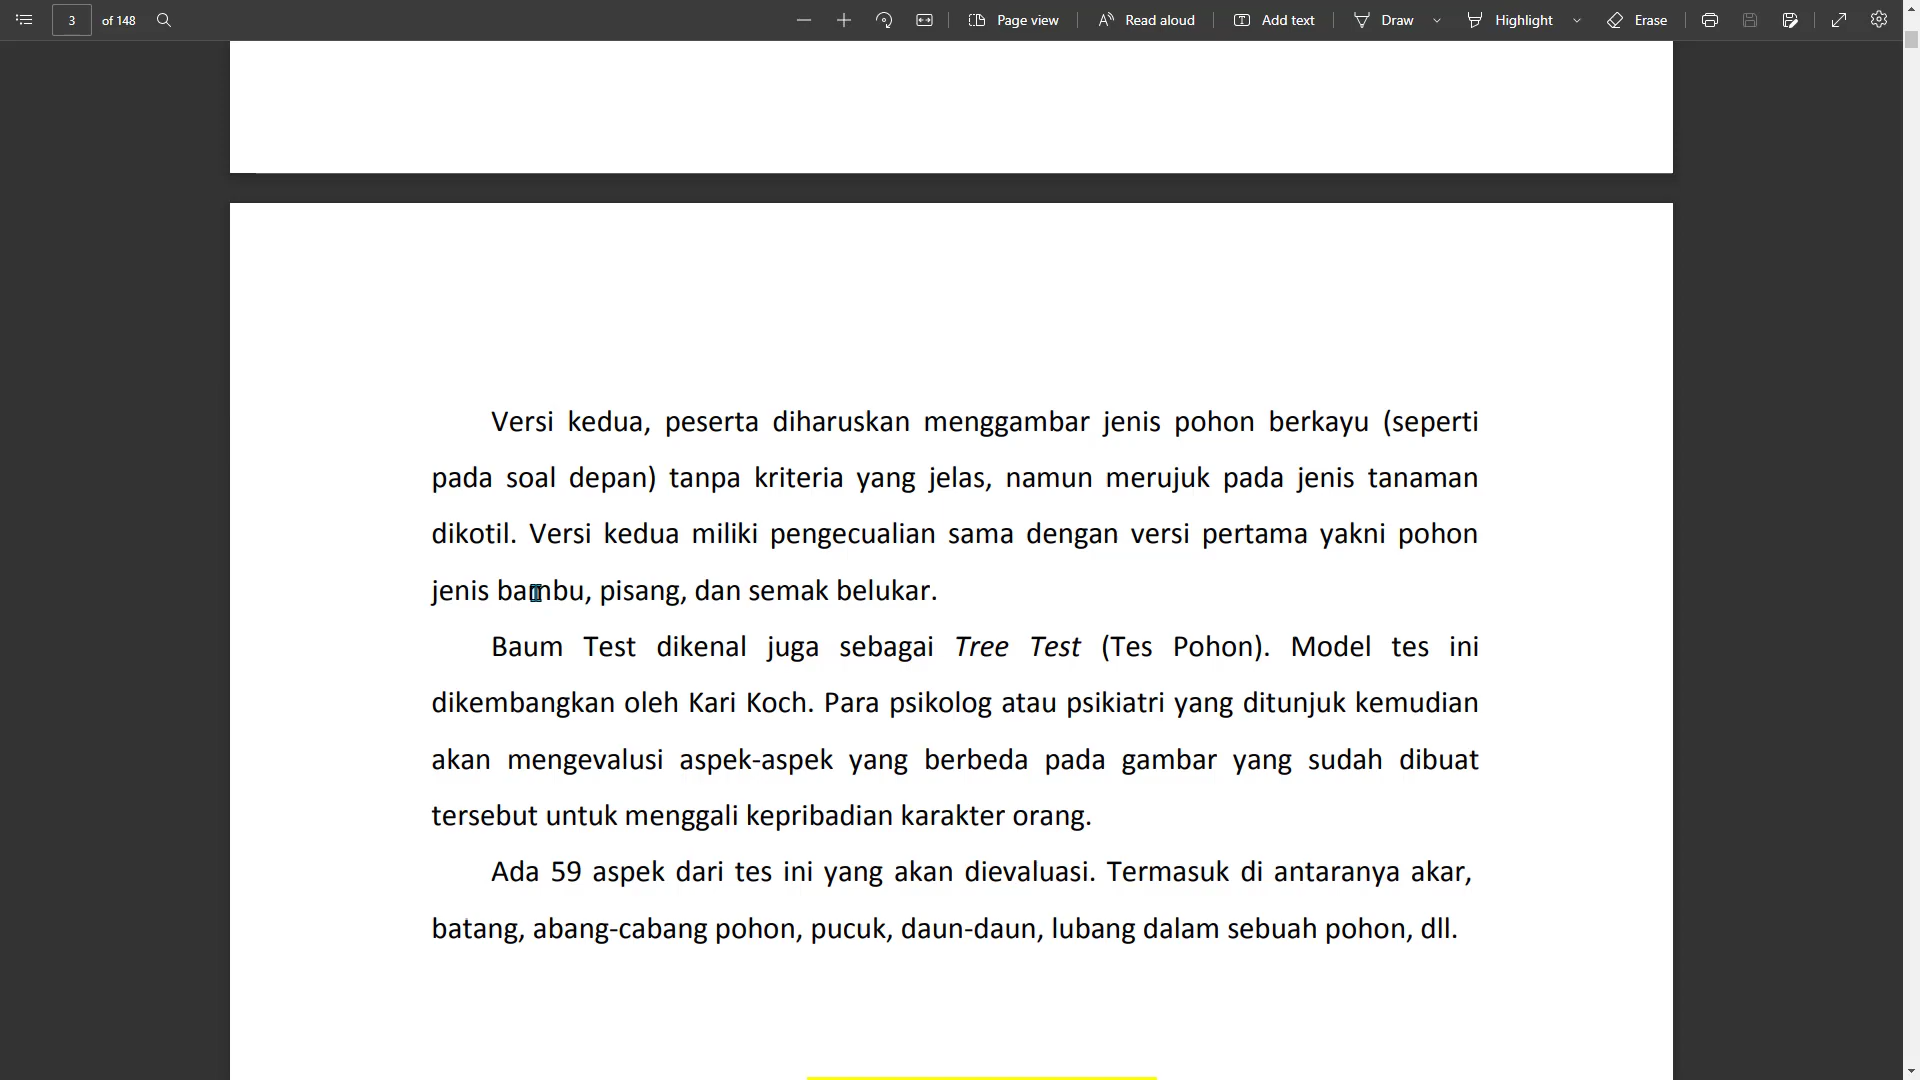 3 of 148 Page view Read aloud Add text Draw Highlight Erase
Versi kedua, peserta diharuskan menggambar jenis pohon berkayu (seperti
pada soal depan) tanpa kriteria yang jelas, namun merujuk pada jenis tanaman
dikotil. Versi kedua miliki pengecualian sama dengan versi pertama yakni pohon
jenis bambu, pisang, dan semak belukar.
Baum Test dikenal juga sebagai Tree Test (Tes Pohon). Model tes ini
dikembangkan oleh Kari Koch. Para psikolog atau psikiatri yang ditunjuk kemudian
akan mengevalusi aspek-aspek yang berbeda pada gambar yang sudah dibuat
tersebut untuk menggali kepribadian karakter orang.
Ada 59 aspek dari tes ini yang akan dievaluasi. Termasuk di antaranya akar,
batang, abang-cabang pohon, pucuk, daun-daun, lubang dalam sebuah pohon, dll.